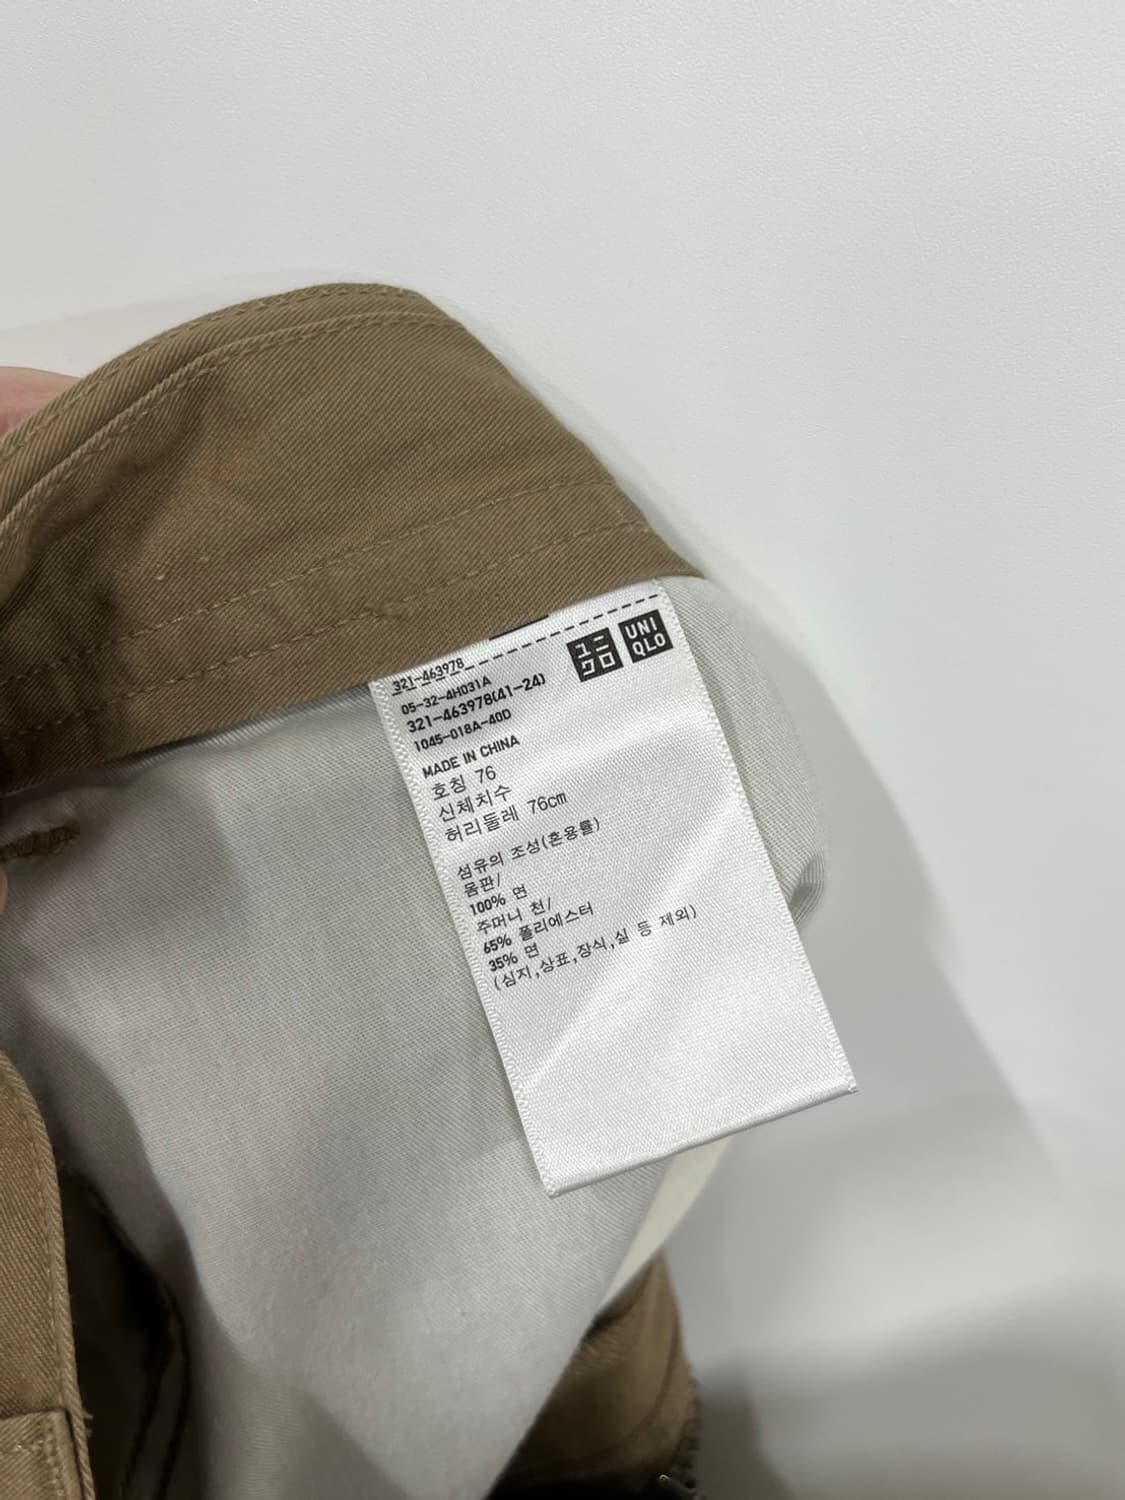 ユニ
クロ
UNI
QLO
321-463978
05-32-4H031A
321-463978(41-24)
1045-018A-40D
MADE IN CHINA
호칭 76
신체치수
허리둘레 76cm
섬유의 조성(혼용률)
몸판/
100% 면
주머니 천/
65% 폴리에스터
35% 면
(심지,상표,장식,실 등 제외)